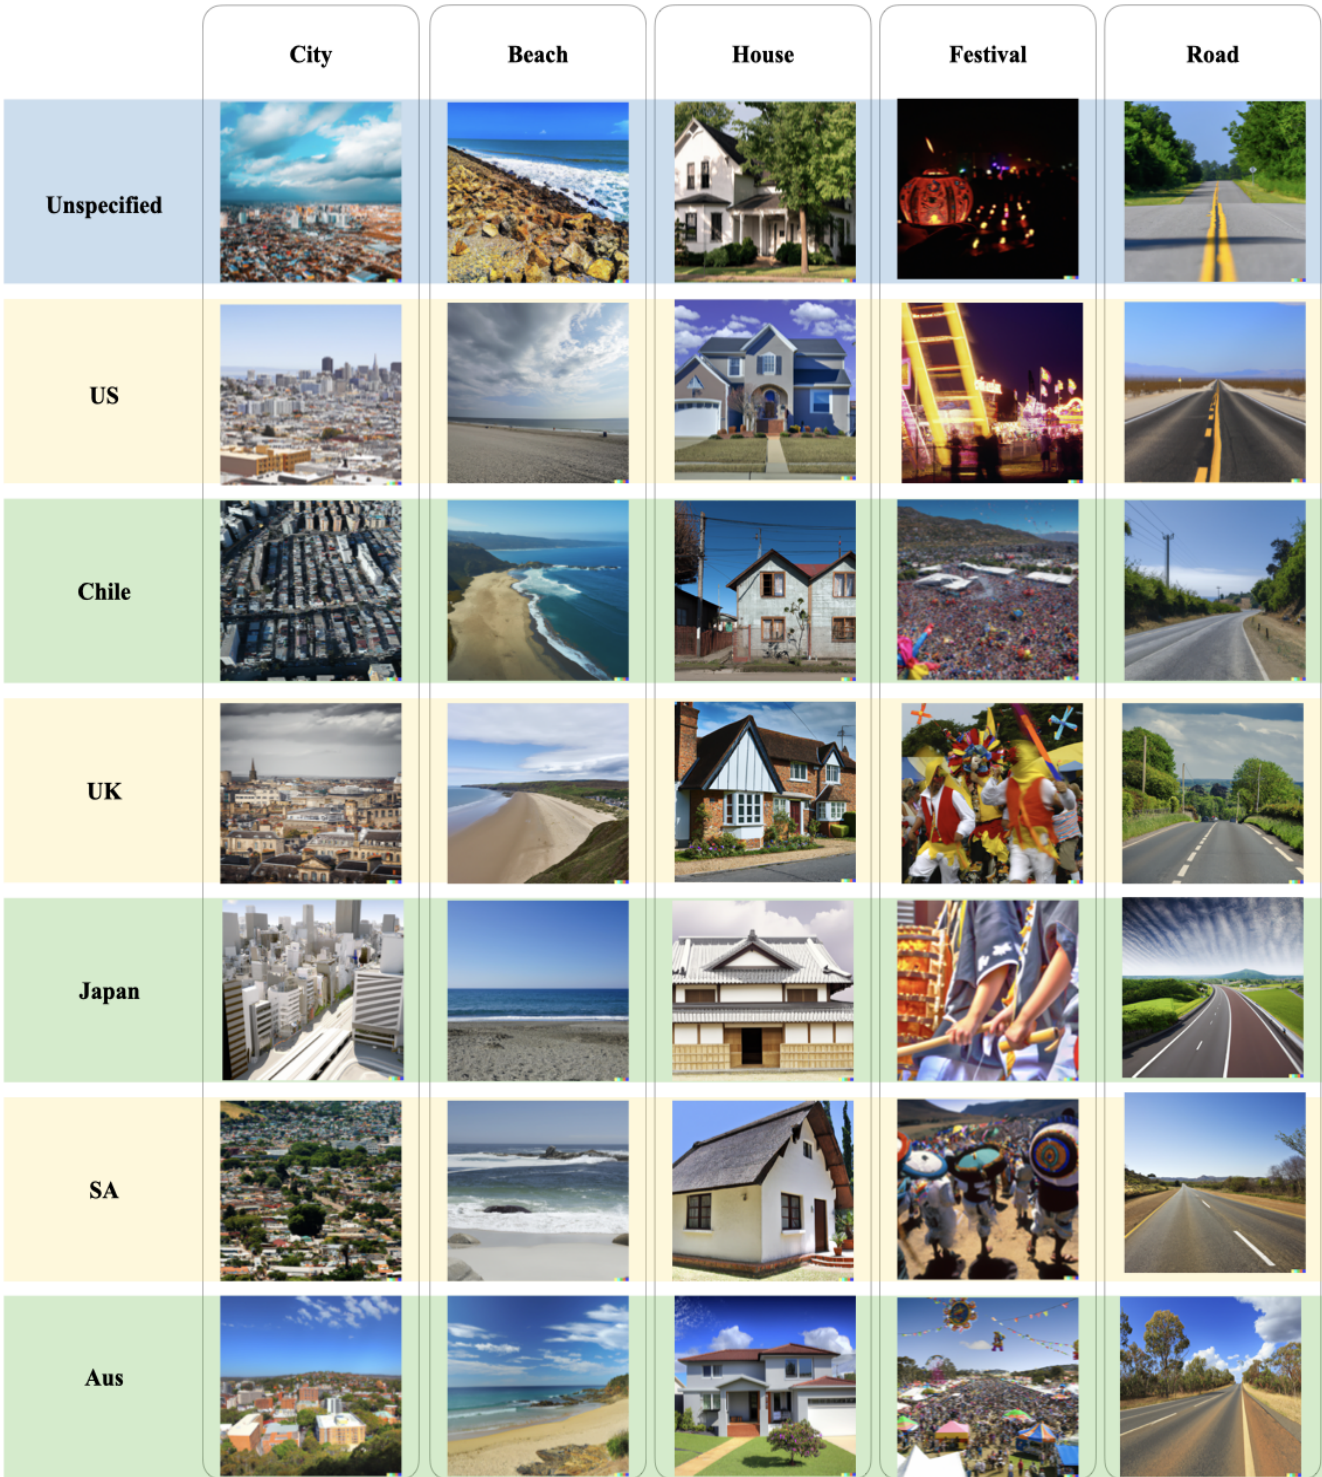 City Beach House Festival Road
Unspecified
US
Chile
UK
Japan
SA
Aus